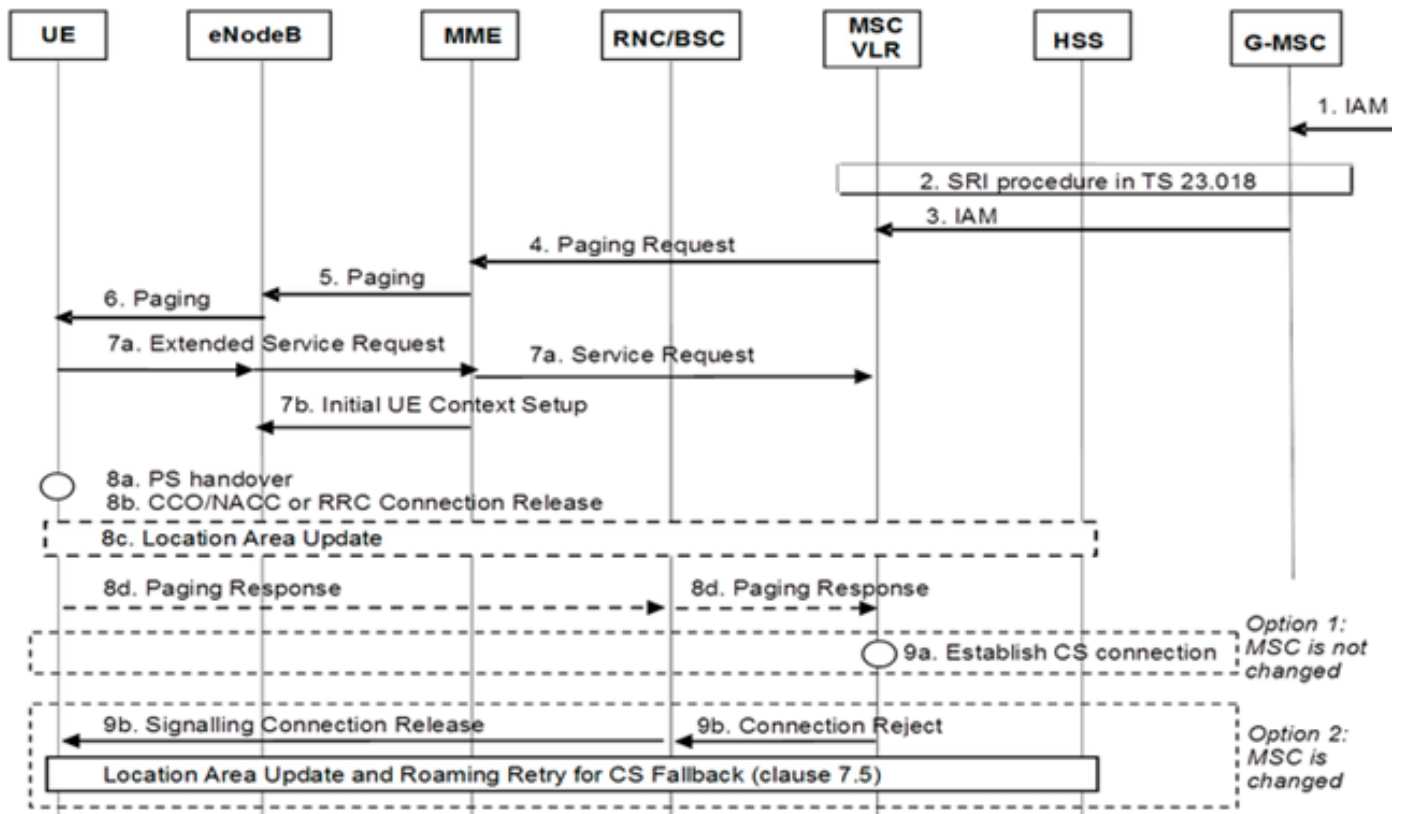 UE
eNodeB
MME
RNC/BSC
MSC
VLR
HSS
G-MSC
1. IAM
2. SRI procedure in TS 23.018
3. IAM
4. Paging Request
5. Paging
6. Paging
7a. Extended Service Request
7a. Service Request
7b. Initial UE Context Setup
8a. PS handover
8b. CCO/NACC or RRC Connection Release
8c. Location Area Update
8d. Paging Response
8d. Paging Response
Option 1:
MSC is not
changed
9a. Establish CS connection
9b. Signalling Connection Release
9b. Connection Reject
Option 2:
MSC is
changed
Location Area Update and Roaming Retry for CS Fallback (clause 7.5)